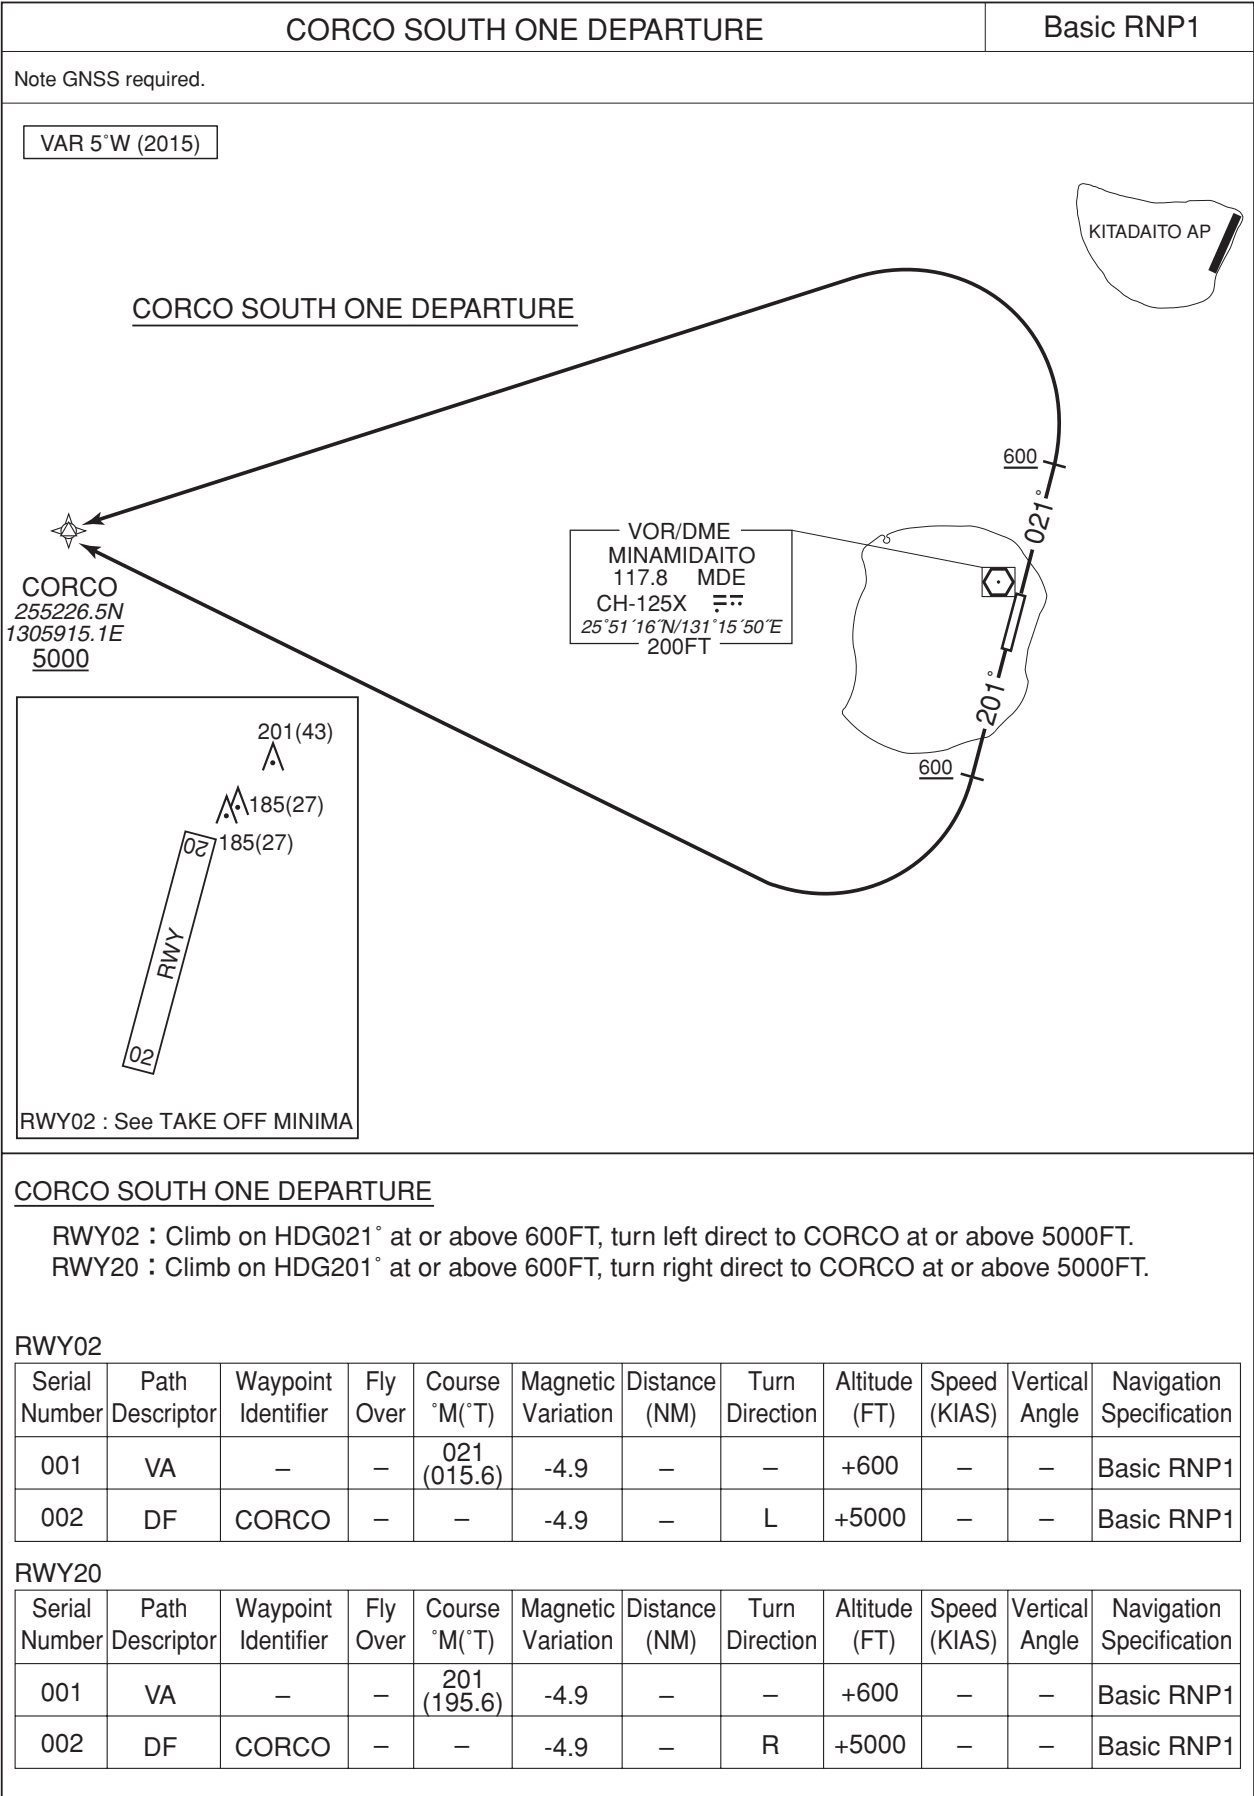 CORCO SOUTH ONE DEPARTURE
Basic RNP1
Note GNSS required.
VAR 5˚W (2015)
KITADAITO AP
CORCO SOUTH ONE DEPARTURE
600
021˚
VOR/DME
MINAMIDAITO
117.8 MDE
CH-125X
25˚51´16˝N/131˚15´50˝E
200FT
CORCO
255226.5N
1305915.1E
5000
201˚
600
201(43)
185(27)
185(27)
20
RWY
02
RWY02 : See TAKE OFF MINIMA
CORCO SOUTH ONE DEPARTURE
RWY02 : Climb on HDG021˚ at or above 600FT, turn left direct to CORCO at or above 5000FT.
RWY20 : Climb on HDG201˚ at or above 600FT, turn right direct to CORCO at or above 5000FT.
RWY02
Serial Path Waypoint Fly Course Magnetic Distance Turn Altitude Speed Vertical Navigation
Number Descriptor Identifier Over ˚M(˚T) Variation (NM) Direction (FT) (KIAS) Angle Specification
001 VA – – 021 (015.6) -4.9 – – +600 – – Basic RNP1
002 DF CORCO – – -4.9 – L +5000 – – Basic RNP1
RWY20
Serial Path Waypoint Fly Course Magnetic Distance Turn Altitude Speed Vertical Navigation
Number Descriptor Identifier Over ˚M(˚T) Variation (NM) Direction (FT) (KIAS) Angle Specification
001 VA – – 201 (195.6) -4.9 – – +600 – – Basic RNP1
002 DF CORCO – – -4.9 – R +5000 – – Basic RNP1